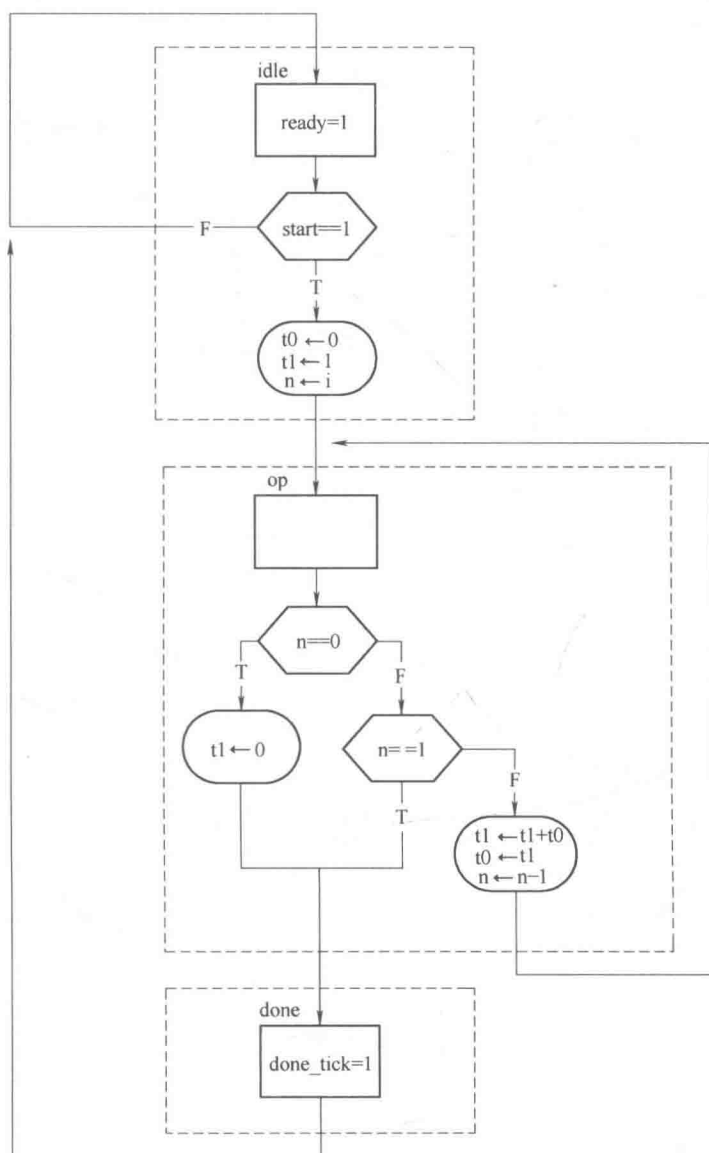 idle
ready=1
start==1
F
T
t0 ← 0
t1 ← 1
n ← i
op
n==0
T
F
t1 ← 0
n= =1
F
T
t1 ← t1+t0
t0 ← t1
n ← n−1
done
done_tick=1